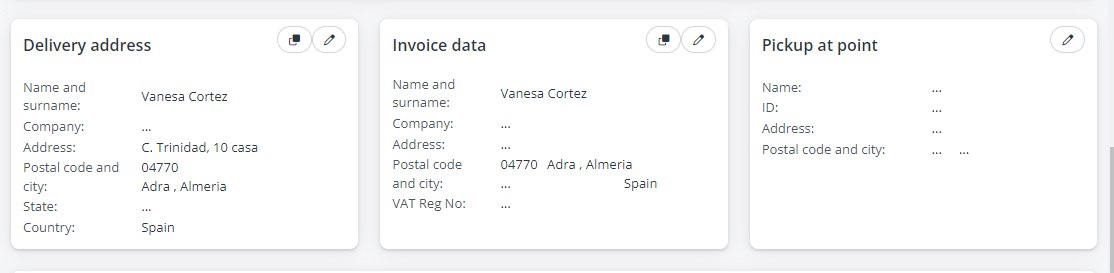 Delivery address
Name and surname: Vanesa Cortez
Company: ...
Address: C. Trinidad, 10 casa
Postal code and city: 04770
Adra , Almeria
State: ...
Country: Spain
Invoice data
Name and surname: Vanesa Cortez
Company: ...
Address: ...
Postal code and city: 04770 Adra , Almeria
... Spain
VAT Reg No: ...
Pickup at point
Name: ...
ID: ...
Address: ...
Postal code and city: ... ...